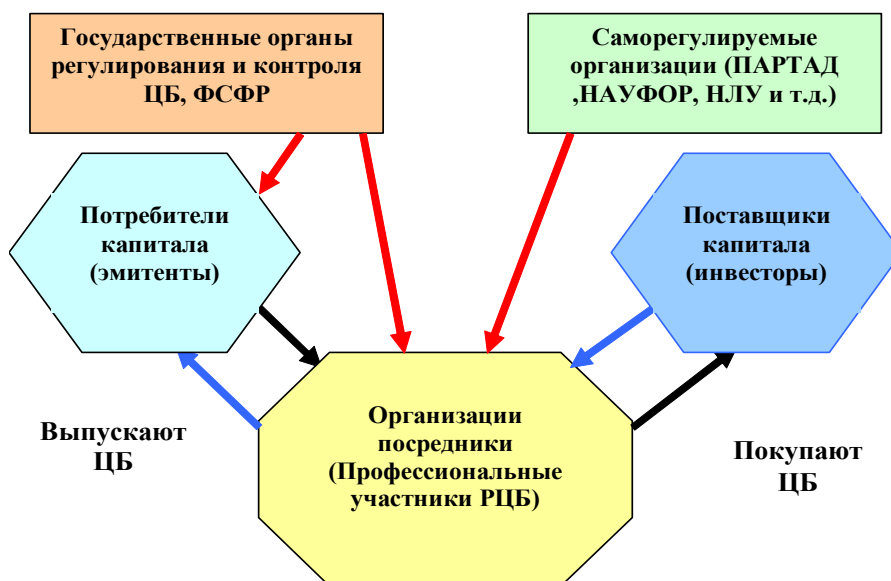 Государственные органы
регулирования и контроля
ЦБ, ФСФР
Саморегулируемые
организации (ПАРТАД
,НАУФОР, НЛУ и т.д.)
Потребители
капитала
(эмитенты)
Поставщики
капитала
(инвесторы)
Выпускают
ЦБ
Организации
посредники
(Профессиональные
участники РЦБ)
Покупают
ЦБ